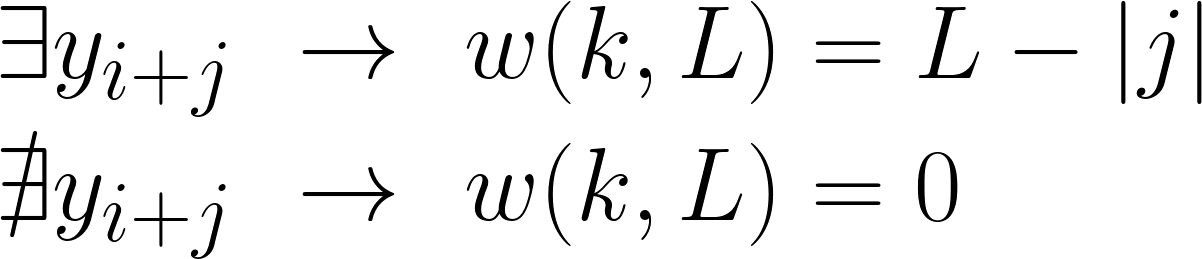 ∃y_{i+j} → w(k, L) = L − |j|
∄y_{i+j} → w(k, L) = 0